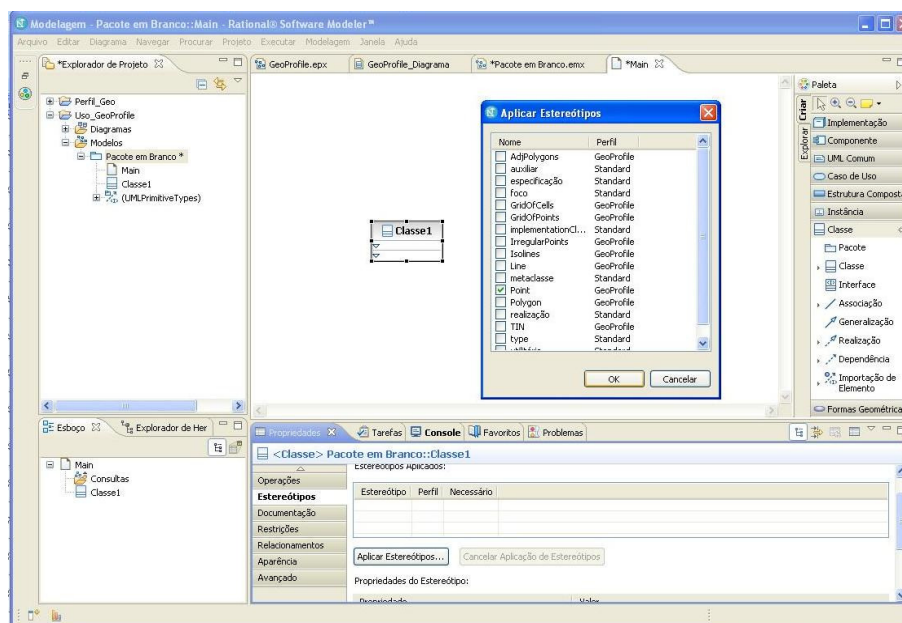 Modelagem - Pacote em Branco::Main - Rational® Software Modeler™
Arquivo Editar Diagrama Navegar Procurar Projeto Executar Modelagem Janela Ajuda
*Explorador de Projeto
Perfil_Geo
Uso_GeoProfile
Diagramas
Modelos
Pacote em Branco *
Main
Classe1
(UMLPrimitiveTypes)
GeoProfile.epx
GeoProfile_Diagrama
*Pacote em Branco.emx
*Main
Classe1
Aplicar Estereótipos
Nome Perfil
AdjPolygons GeoProfile
auxiliar Standard
especificação Standard
foco Standard
GridOfCells GeoProfile
GridOfPoints GeoProfile
implementationCl... Standard
IrregularPoints GeoProfile
Isolines GeoProfile
Line GeoProfile
metaclasse Standard
Point GeoProfile
Polygon GeoProfile
realização Standard
TIN GeoProfile
type Standard
OK Cancelar
Paleta
Criar
Explorar
Implementação
Componente
UML Comum
Caso de Uso
Estrutura Compost
Instância
Classe
Pacote
Classe
Interface
Associação
Generalização
Realização
Dependência
Importação de
Elemento
Formas Geométrica
Esboço Explorador de Her
Main
Consultas
Classe1
Propriedades Tarefas Console Favoritos Problemas
<Classe> Pacote em Branco::Classe1
Operações
Estereótipos
Documentação
Restrições
Relacionamentos
Aparência
Avançado
Estereótipos Aplicados:
Estereótipo Perfil Necessário
Aplicar Estereótipos... Cancelar Aplicação de Estereótipos
Propriedades do Estereótipo:
Propriedade Valor